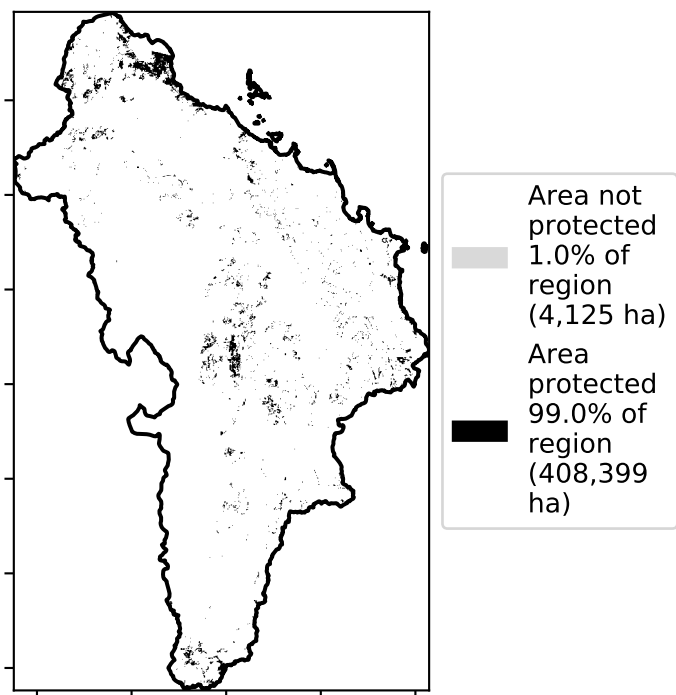 Area not
protected
1.0% of
region
(4,125 ha)
Area
protected
99.0% of
region
(408,399
ha)